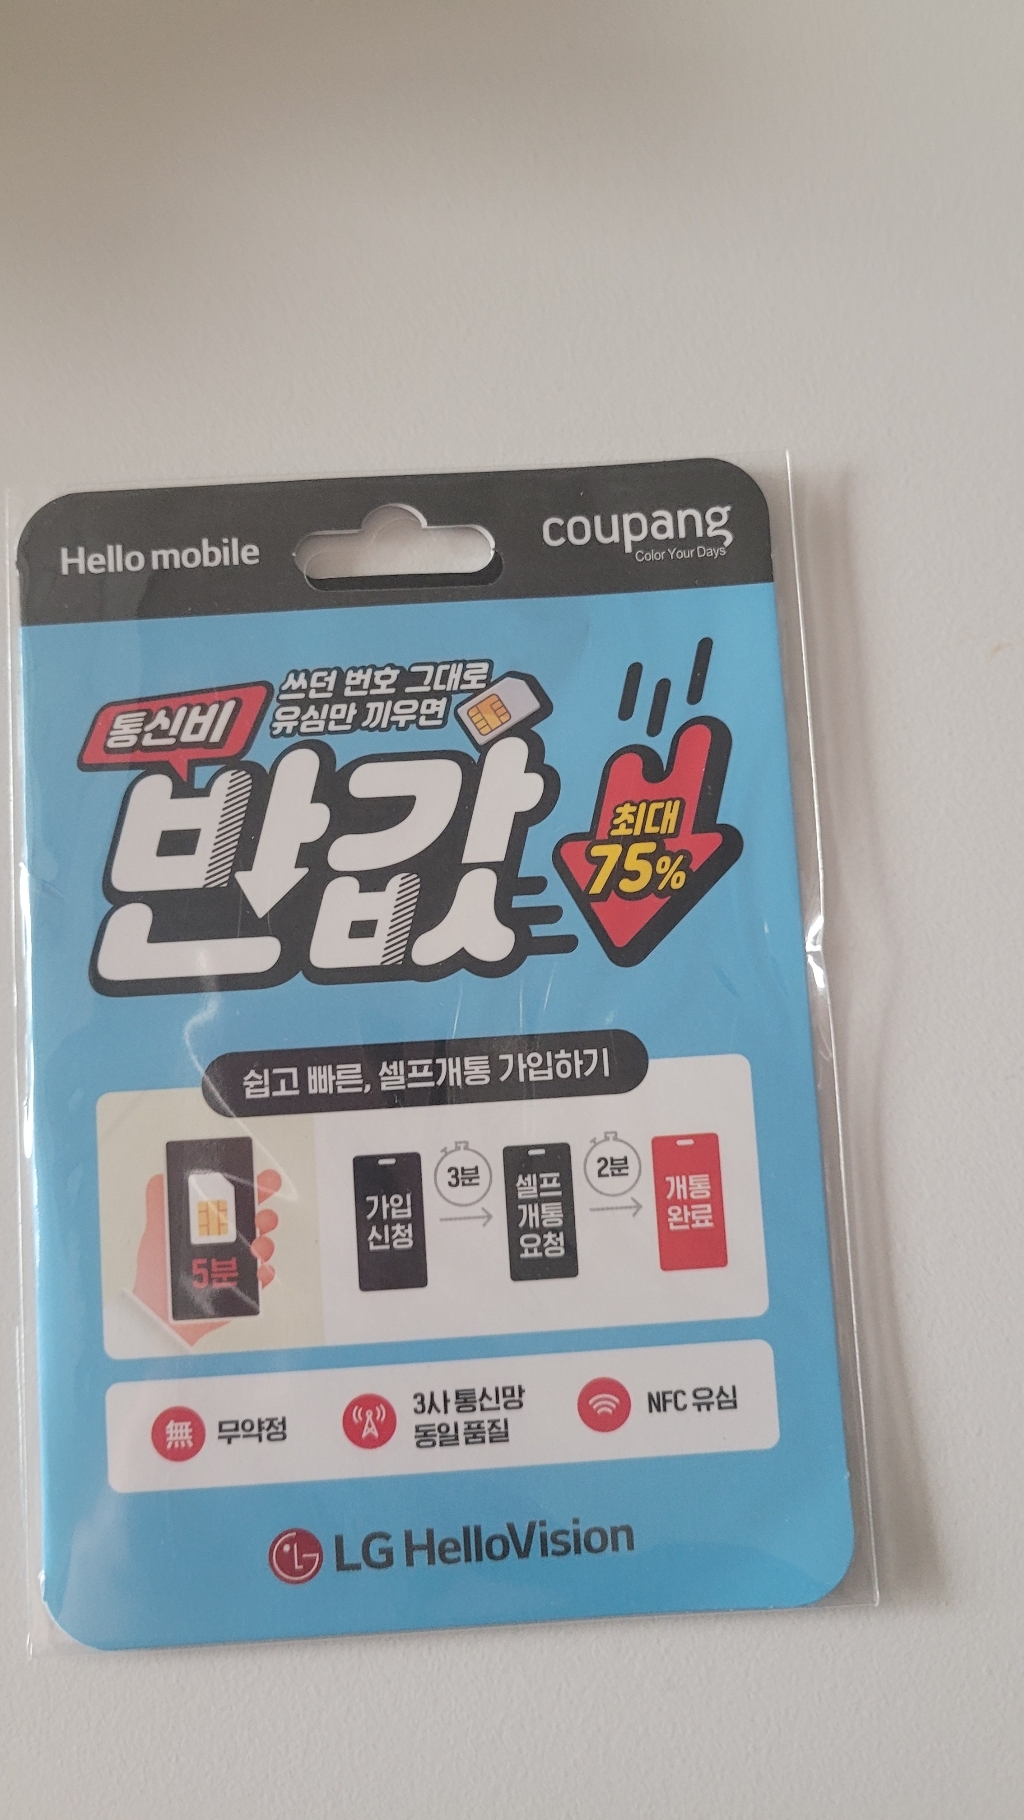 Hello mobile
coupang
Color Your Days
통신비
쓰던 번호 그대로
유심만 끼우면
반값
최대
75%
쉽고 빠른, 셀프개통 가입하기
5분
가입
신청
3분
셀프
개통
요청
2분
개통
완료
無 무약정
3사 통신망
동일 품질
NFC 유심
LG HelloVision